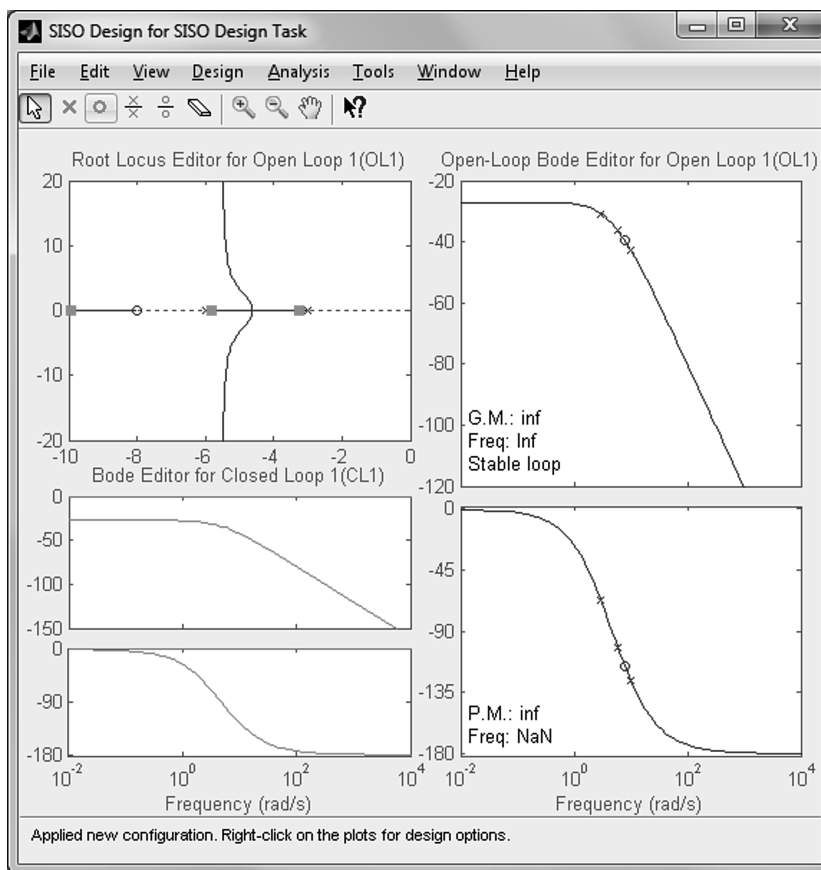 SISO Design for SISO Design Task
File Edit View Design Analysis Tools Window Help
Root Locus Editor for Open Loop 1(OL1)
20
10
0
-10
-20
-10 -8 -6 -4 -2 0
Bode Editor for Closed Loop 1(CL1)
0
-50
-100
-150
0
-90
-180
10^-2 10^0 10^2 10^4
Frequency (rad/s)
Open-Loop Bode Editor for Open Loop 1(OL1)
-20
-40
-60
-80
-100
-120
G.M.: inf
Freq: Inf
Stable loop
0
-45
-90
-135
-180
P.M.: inf
Freq: NaN
10^-2 10^0 10^2 10^4
Frequency (rad/s)
Applied new configuration. Right-click on the plots for design options.